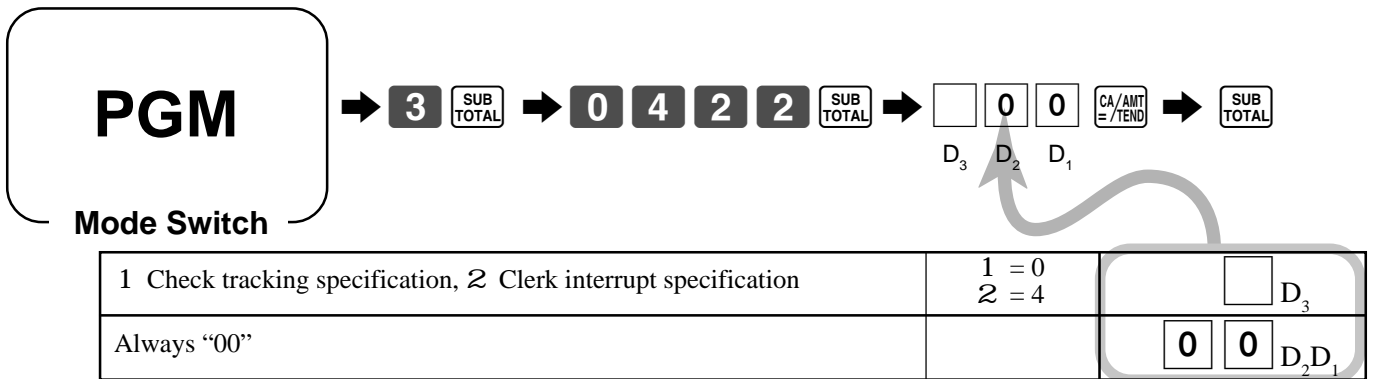 PGM
Mode Switch
3 SUB TOTAL 0 4 2 2 SUB TOTAL 0 0 CA/AMT = /TEND SUB TOTAL
D3 D2 D1
1 Check tracking specification, 2 Clerk interrupt specification 1 = 0 2 = 4 D3
Always “00” 0 0 D2D1